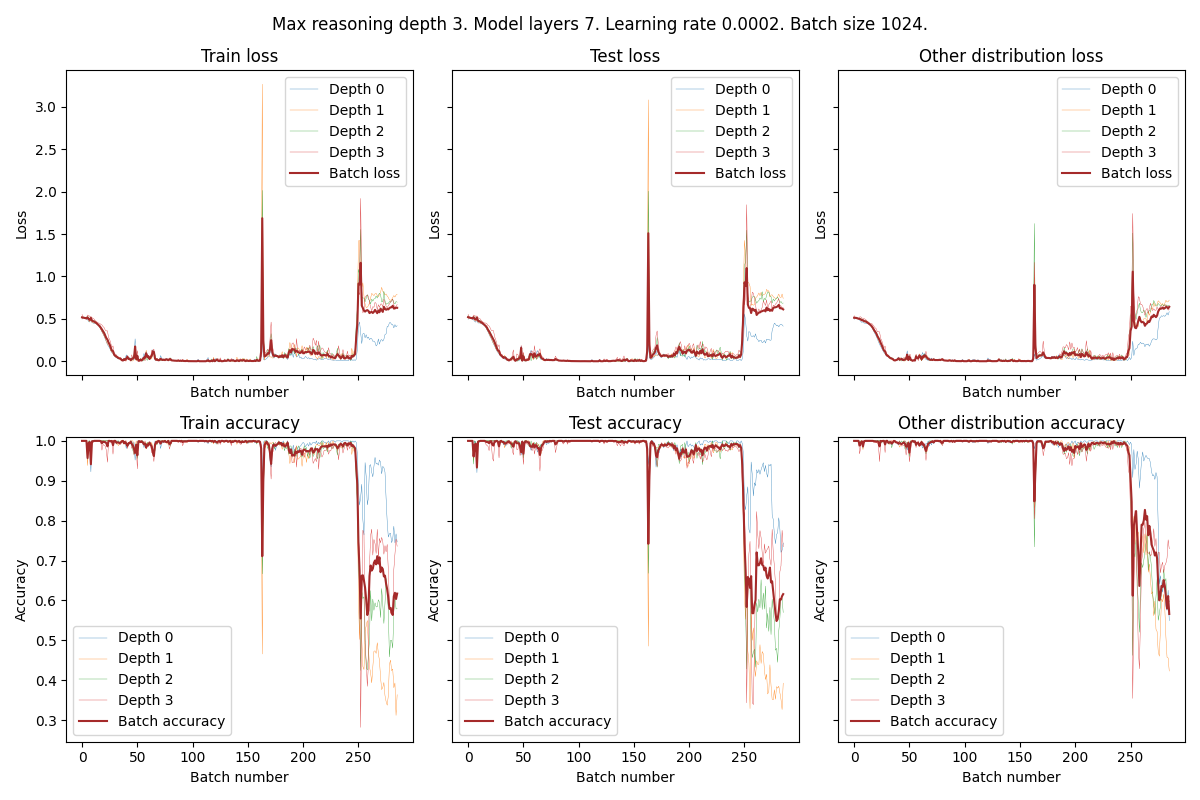 Max reasoning depth 3. Model layers 7. Learning rate 0.0002. Batch size 1024.
Train loss
Loss
3.0
2.5
2.0
1.5
1.0
0.5
0.0
Depth 0
Depth 1
Depth 2
Depth 3
Batch loss
Batch number
Test loss
Loss
Depth 0
Depth 1
Depth 2
Depth 3
Batch loss
Batch number
Other distribution loss
Loss
Depth 0
Depth 1
Depth 2
Depth 3
Batch loss
Batch number
Train accuracy
Accuracy
1.0
0.9
0.8
0.7
0.6
0.5
0.4
0.3
Depth 0
Depth 1
Depth 2
Depth 3
Batch accuracy
0 50 100 150 200 250
Batch number
Test accuracy
Accuracy
Depth 0
Depth 1
Depth 2
Depth 3
Batch accuracy
0 50 100 150 200 250
Batch number
Other distribution accuracy
Accuracy
Depth 0
Depth 1
Depth 2
Depth 3
Batch accuracy
0 50 100 150 200 250
Batch number